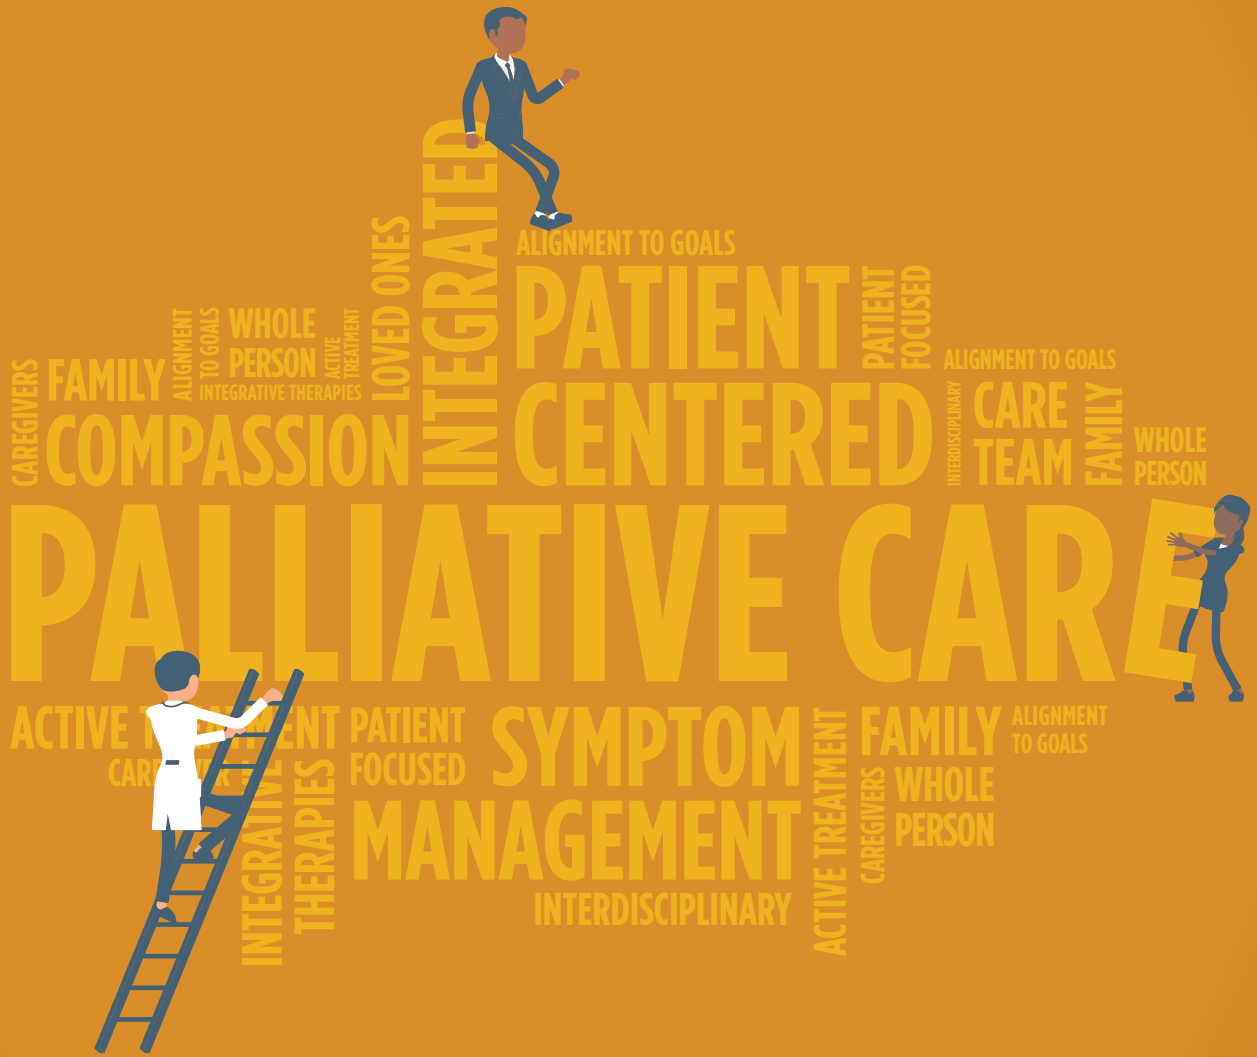 INTEGRATED
LOVED ONES
ALIGNMENT TO GOALS
PATIENT
CENTERED
PATIENT
FOCUSED
ALIGNMENT
TO GOALS
WHOLE
PERSON
ACTIVE
TREATMENT
INTEGRATIVE THERAPIES
CAREGIVERS
FAMILY
COMPASSION
ALIGNMENT TO GOALS
INTERDISCIPLINARY
CARE
TEAM
FAMILY
WHOLE
PERSON
PALLIATIVE CARE
ACTIVE TREATMENT
PATIENT
FOCUSED
INTEGRATIVE
THERAPIES
SYMPTOM
MANAGEMENT
INTERDISCIPLINARY
ACTIVE TREATMENT
FAMILY
ALIGNMENT
TO GOALS
CAREGIVERS
WHOLE
PERSON